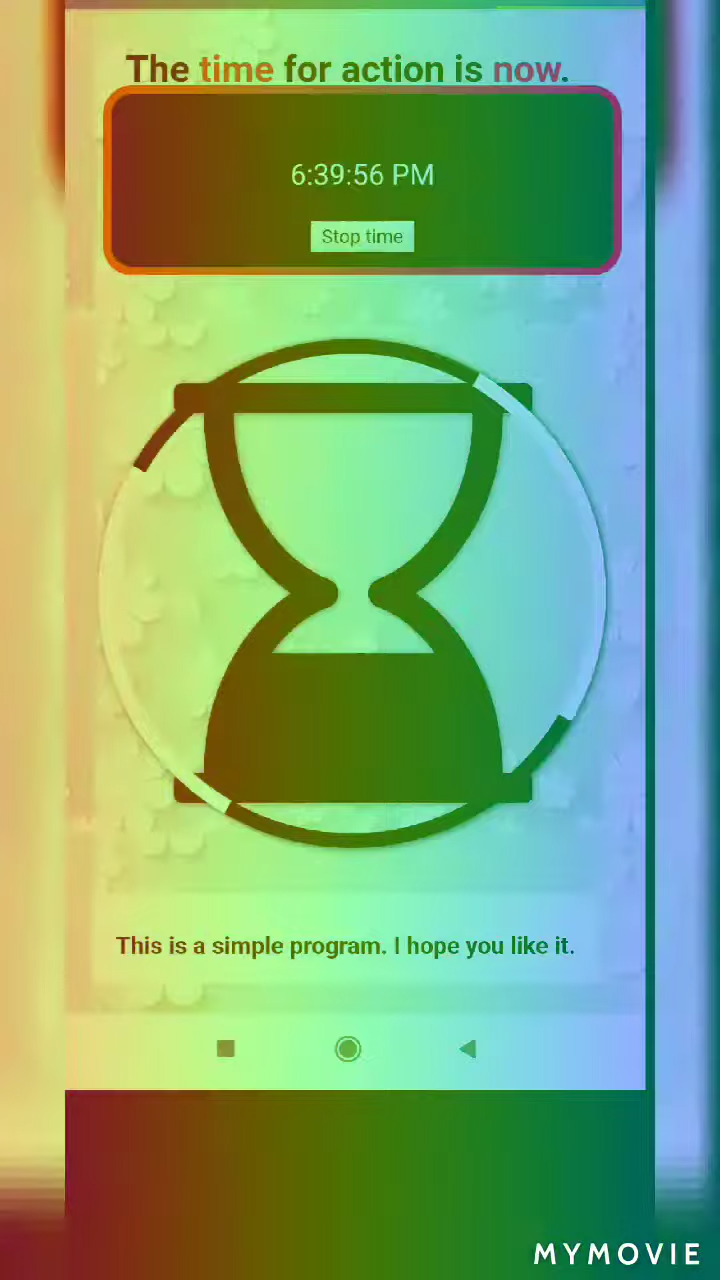 The time for action is now.
6:39:56 PM
Stop time
This is a simple program. I hope you like it.
MYMOVIE